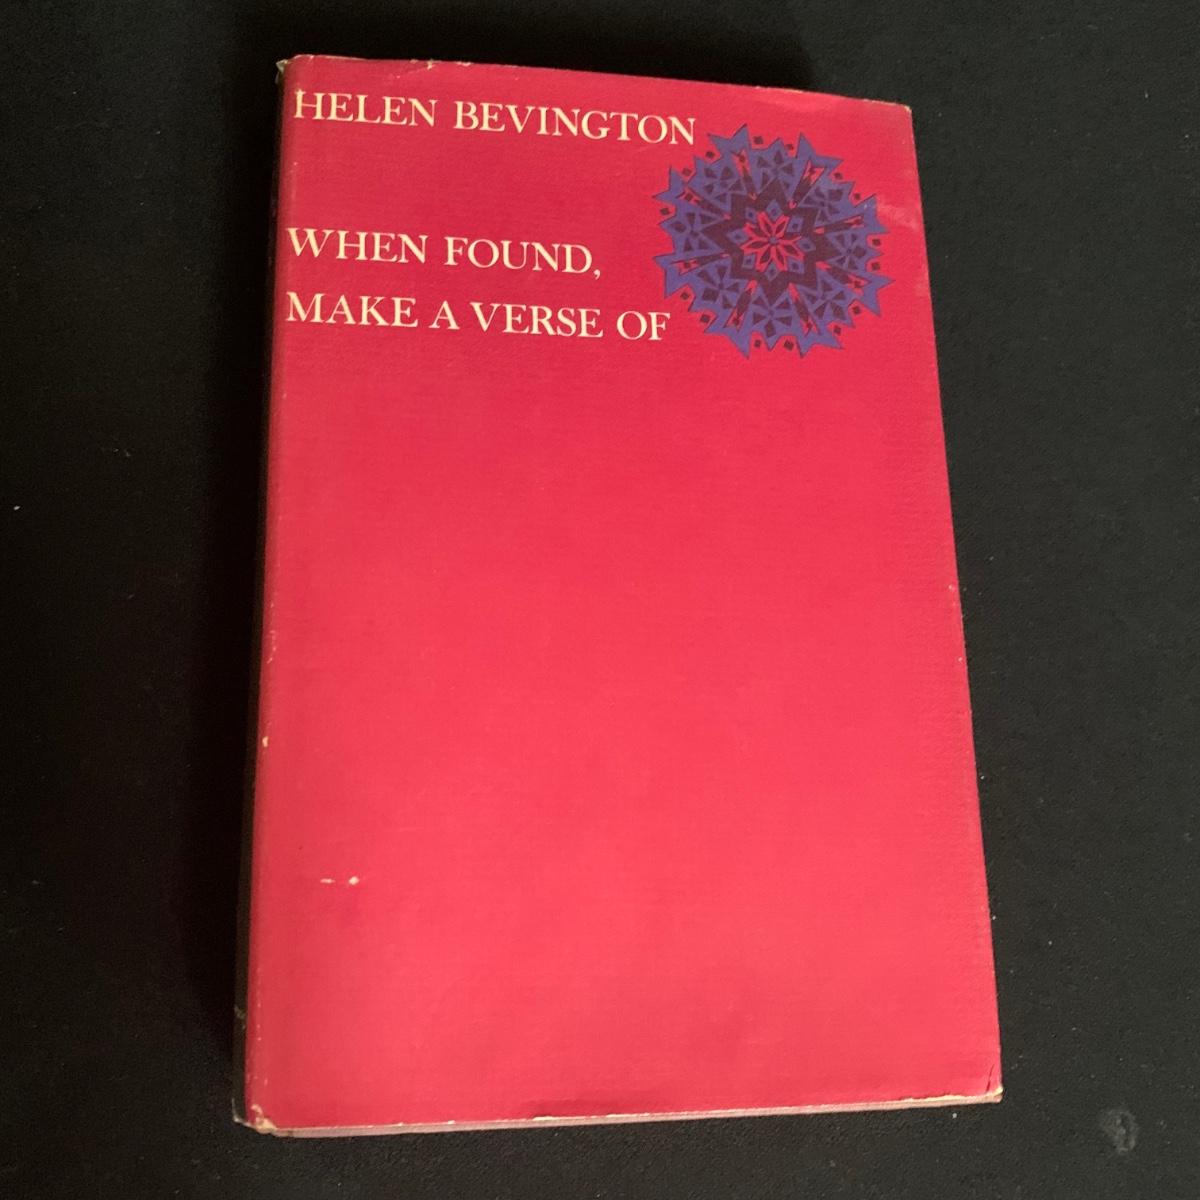 HELEN BEVINGTON
WHEN FOUND,
MAKE A VERSE OF